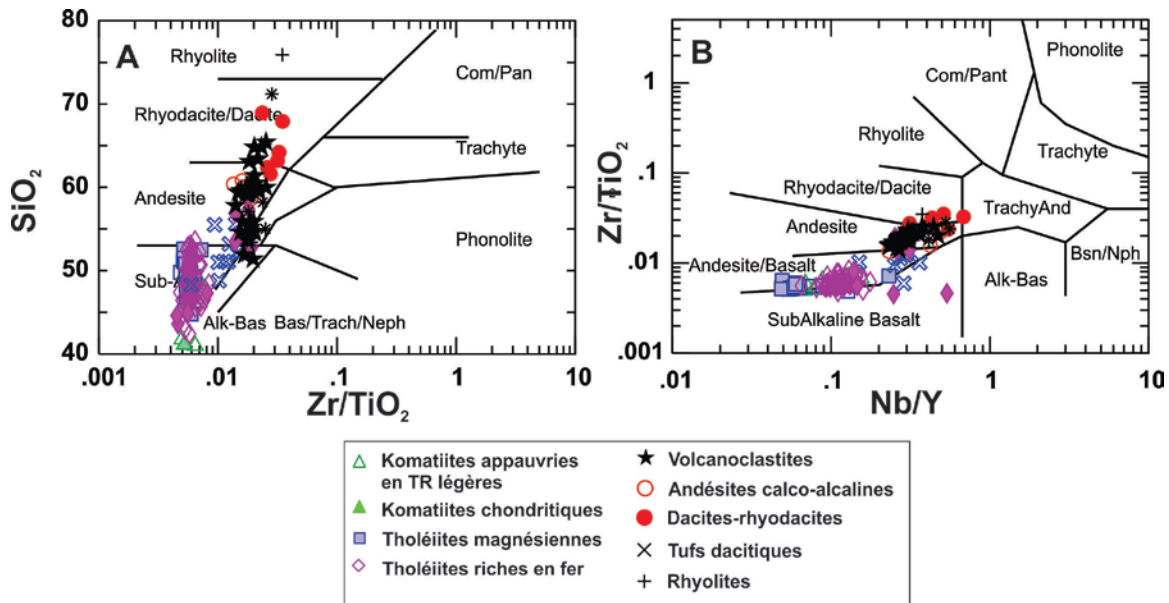 A
Rhyolite
Com/Pan
Rhyodacite/Dacite
Trachyte
Andesite
Phonolite
Sub-A
Alk-Bas Bas/Trach/Neph
SiO2
80
70
60
50
40
.001 .01 .1 1 10
Zr/TiO2
B
Phonolite
Com/Pant
Rhyolite
Trachyte
Rhyodacite/Dacite
Andesite
TrachyAnd
Andesite/Basalt
Bsn/Nph
Alk-Bas
SubAlkaline Basalt
Zr/TiO2
1
.1
.01
.001
.01 .1 1 10
Nb/Y
Komatiites appauvries
en TR légères
Komatiites chondritiques
Tholéiites magnésiennes
Tholéiites riches en fer
Volcanoclastites
Andésites calco-alcalines
Dacites-rhyodacites
Tufs dacitiques
Rhyolites